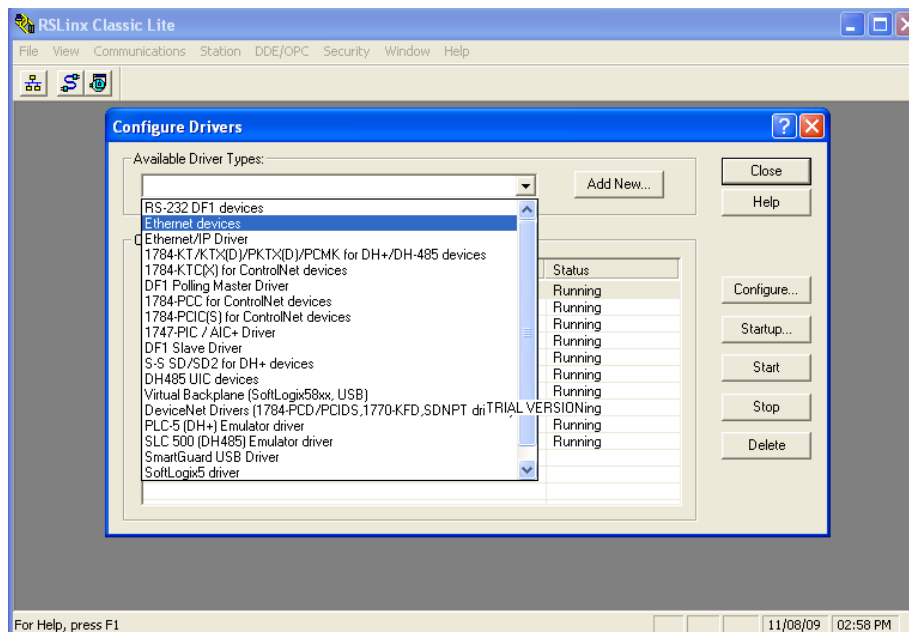 RSLinx Classic Lite
File View Communications Station DDE/OPC Security Window Help
Configure Drivers
Available Driver Types:
Add New...
Close
Help
RS-232 DF1 devices
Ethernet devices
Ethernet/IP Driver
1784-KT/KTX(D)/PKTX(D)/PCMK for DH+/DH-485 devices
1784-KTC(X) for ControlNet devices
DF1 Polling Master Driver
1784-PCC for ControlNet devices
1784-PCIC(S) for ControlNet devices
1747-PIC / AIC+ Driver
DF1 Slave Driver
S-S SD/SD2 for DH+ devices
DH485 UIC devices
Virtual Backplane (SoftLogix58xx, USB)
DeviceNet Drivers (1784-PCD/PCIDS,1770-KFD,SDNPT dri
TRIAL VERSION
PLC-5 (DH+) Emulator driver
SLC 500 (DH485) Emulator driver
SmartGuard USB Driver
SoftLogix5 driver
Status
Running
Running
Running
Running
Running
Running
Running
ing
Running
Running
Configure...
Startup...
Start
Stop
Delete
For Help, press F1
11/08/09 02:58 PM